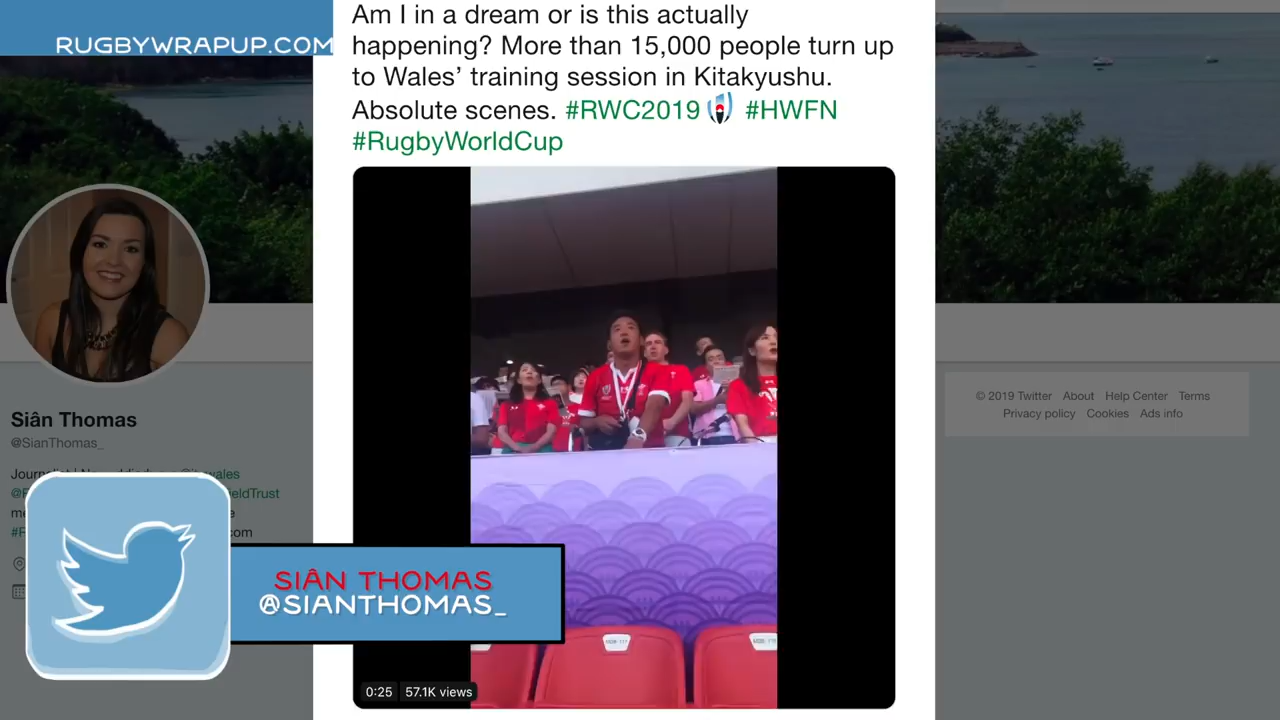 RUGBYWRAPUP.COM
Am I in a dream or is this actually
happening? More than 15,000 people turn up
to Wales’ training session in Kitakyushu.
Absolute scenes. #RWC2019 #HWFN
#RugbyWorldCup
Siân Thomas
@SianThomas_
© 2019 Twitter About Help Center Terms
Privacy policy Cookies Ads info
SIÂN THOMAS
@SIANTHOMAS_
0:25 57.1K views